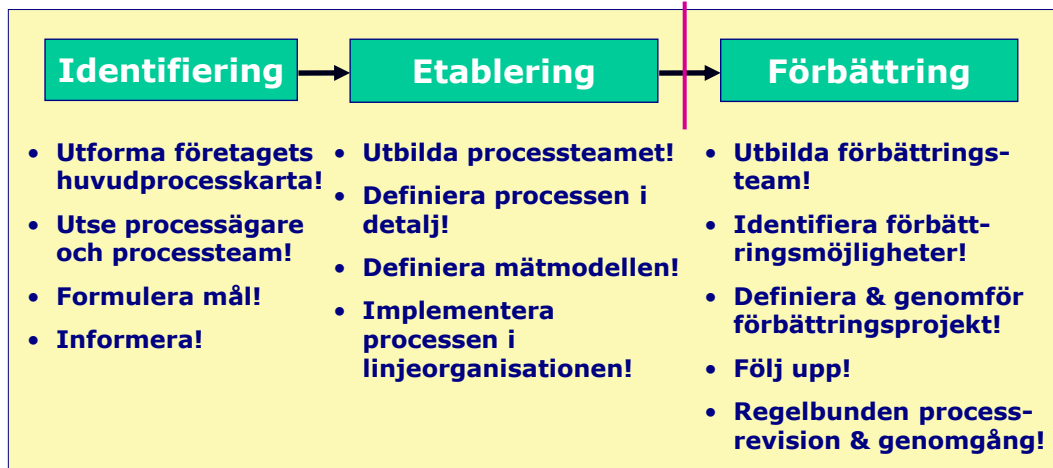 Identifiering
• Utforma företagets
huvudprocesskarta!
• Utse processägare
och processteam!
• Formulera mål!
• Informera!
Etablering
• Utbilda processteamet!
• Definiera processen i
detalj!
• Definiera mätmodellen!
• Implementera
processen i
linjeorganisationen!
Förbättring
• Utbilda förbättrings-
team!
• Identifiera förbätt-
ringsmöjligheter!
• Definiera & genomför
förbättringsprojekt!
• Följ upp!
• Regelbunden process-
revision & genomgång!